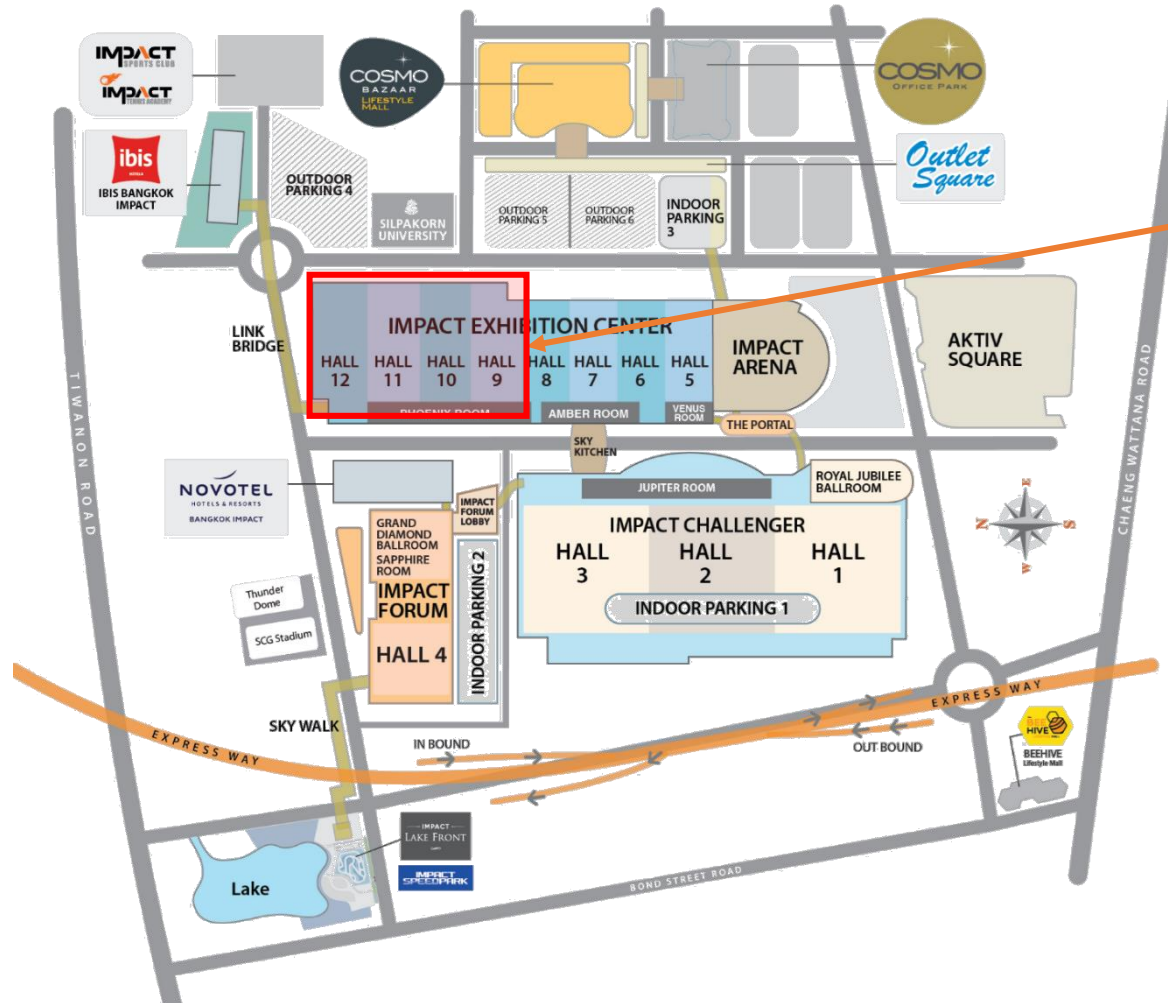 IMPACT
SPORTS CLUB
IMPACT
TENNIS ACADEMY
COSMO
BAZAAR
LIFESTYLE
MALL
COSMO
OFFICE PARK
ibis
HOTELS
IBIS BANGKOK
IMPACT
OUTDOOR
PARKING 4
SILPAKORN
UNIVERSITY
OUTDOOR
PARKING 5
OUTDOOR
PARKING 6
INDOOR
PARKING
3
Outlet
Square
LINK
BRIDGE
IMPACT EXHIBITION CENTER
HALL
12
HALL
11
HALL
10
HALL
9
HALL
8
HALL
7
HALL
6
HALL
5
PHOENIX ROOM
AMBER ROOM
VENUS
ROOM
IMPACT
ARENA
AKTIV
SQUARE
THE PORTAL
SKY
KITCHEN
TIWANON ROAD
CHAENG WATTANA ROAD
NOVOTEL
HOTELS & RESORTS
BANGKOK IMPACT
IMPACT
FORUM
LOBBY
JUPITER ROOM
ROYAL JUBILEE
BALLROOM
GRAND
DIAMOND
BALLROOM
SAPPHIRE
ROOM
IMPACT
FORUM
HALL 4
INDOOR PARKING 2
IMPACT CHALLENGER
HALL
3
HALL
2
HALL
1
INDOOR PARKING 1
E
N
S
W
Thunder
Dome
SCG Stadium
SKY WALK
EXPRESS WAY
IN BOUND
OUT BOUND
EXPRESS WAY
BEE
HIVE
BEEHIVE
Lifestyle Mall
IMPACT
LAKE FRONT
IMPACT
SPEEDPARK
Lake
BOND STREET ROAD